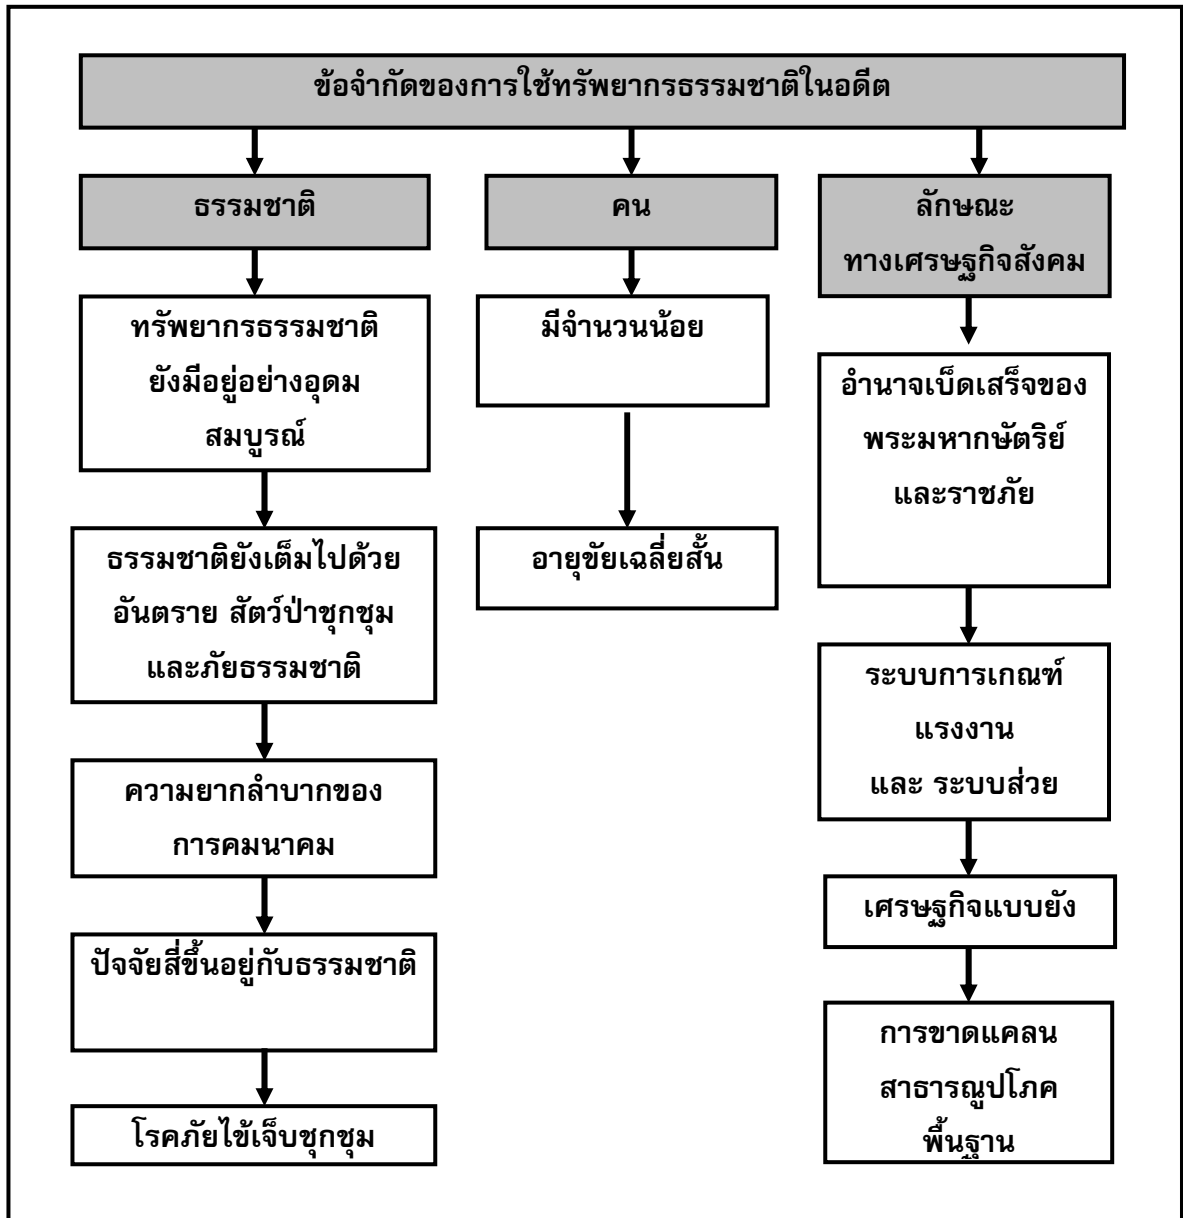 ข้อจำกัดของการใช้ทรัพยากรธรรมชาติในอดีต
ธรรมชาติ
ทรัพยากรธรรมชาติ
ยังมีอยู่อย่างอุดม
สมบูรณ์
ธรรมชาติยังเต็มไปด้วย
อันตราย สัตว์ป่าชุกชุม
และภัยธรรมชาติ
ความยากลำบากของ
การคมนาคม
ปัจจัยสี่ขึ้นอยู่กับธรรมชาติ
โรคภัยไข้เจ็บชุกชุม
คน
มีจำนวนน้อย
อายุขัยเฉลี่ยสั้น
ลักษณะ
ทางเศรษฐกิจสังคม
อำนาจเบ็ดเสร็จของ
พระมหากษัตริย์
และราชภัย
ระบบการเกณฑ์
แรงงาน
และ ระบบส่วย
เศรษฐกิจแบบยัง
การขาดแคลน
สาธารณูปโภค
พื้นฐาน